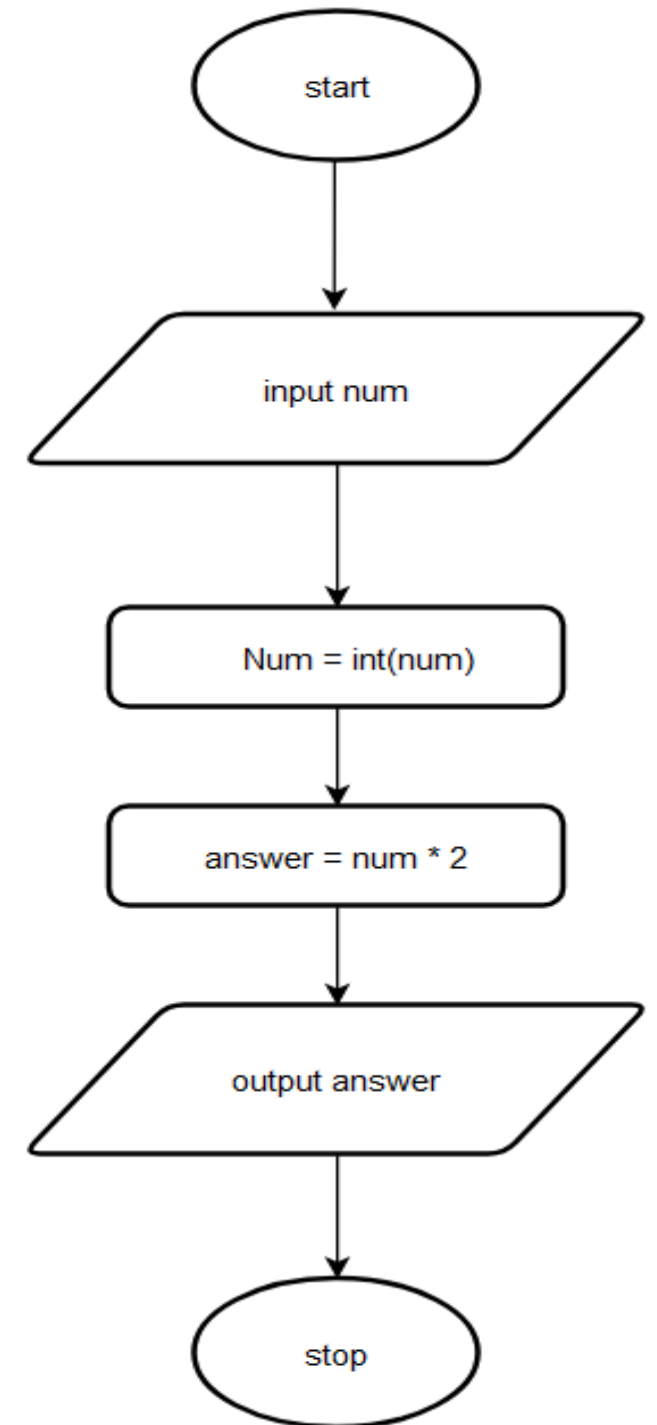 start
input num
Num = int(num)
answer = num * 2
output answer
stop